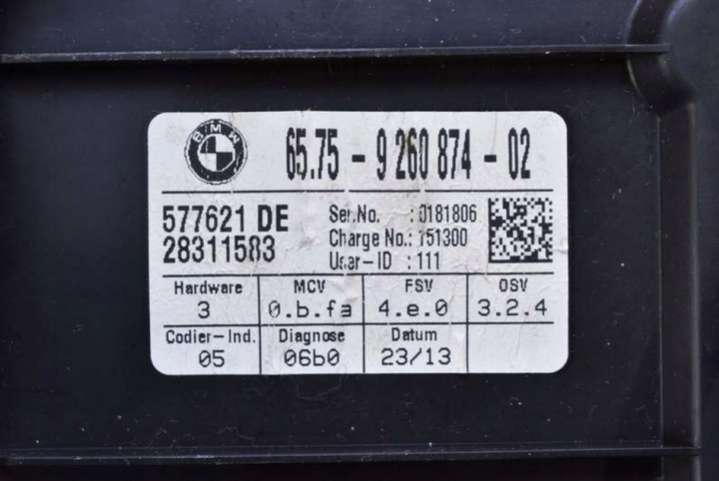 BMW
65.75 - 9 260 874 - 02
577621 DE
28311583
Ser.No. : 0181806
Charge No.: 751300
User-ID : 111
Hardware MCV FSV OSV
3 0.b.fa 4.e.0 3.2.4
Codier-Ind. Diagnose Datum
05 06b0 23/13